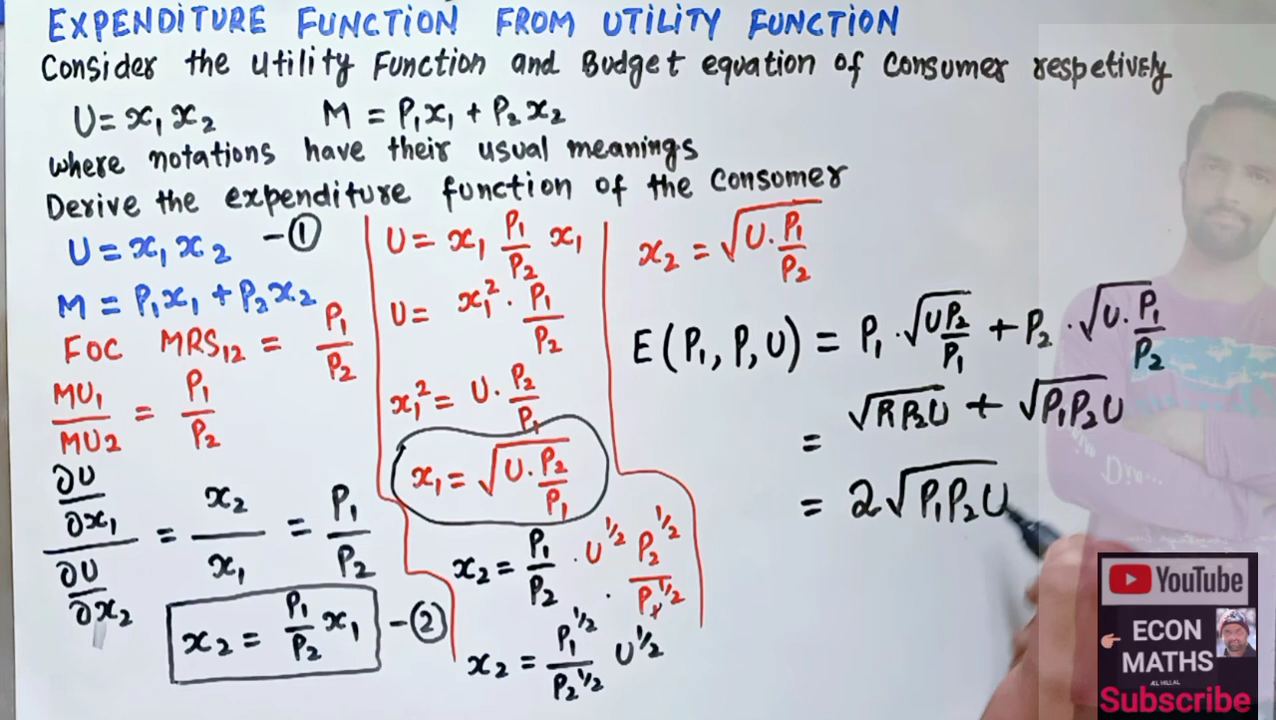 EXPENDITURE FUNCTION FROM UTILITY FUNCTION
Consider the Utility Function and Budget equation of Consumer respetively
U = x₁ x₂ M = P₁x₁ + P₂x₂
where notations have their usual meanings
Derive the expenditure function of the Consomer
U = x₁ x₂ -①
M = P₁x₁ + P₂x₂
FOC MRS₁₂ = P₁/P₂
MU₁/MU₂ = P₁/P₂
(∂U/∂x₁)/(∂U/∂x₂) = x₂/x₁ = P₁/P₂
x₂ = P₁/P₂ x₁ -②
U = x₁ P₁/P₂ x₁
U = x₁² · P₁/P₂
x₁² = U · P₂/P₁
x₁ = √(U · P₂/P₁)
x₂ = P₁/P₂ · U^1/2 · P₂^1/2/P₁^1/2
x₂ = P₁^1/2/P₂^1/2 U^1/2
x₂ = √(U · P₁/P₂)
E (P₁, P, U) = P₁ · √(UP₂/P₁) + P₂ · √(U · P₁/P₂)
= √P₁P₂U + √P₁P₂U
= 2√P₁P₂U
YouTube
ECON
MATHS
Subscribe